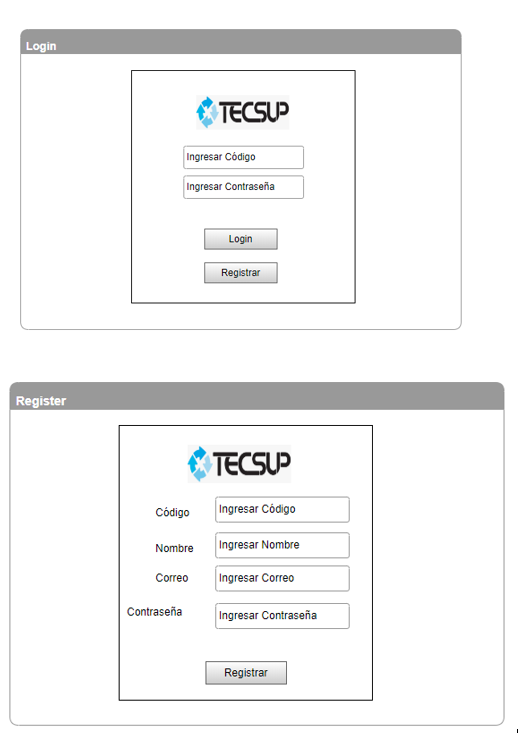 Login
TECSUP
Ingresar Código
Ingresar Contraseña
Login
Registrar
Register
TECSUP
Código Ingresar Código
Nombre Ingresar Nombre
Correo Ingresar Correo
Contraseña Ingresar Contraseña
Registrar